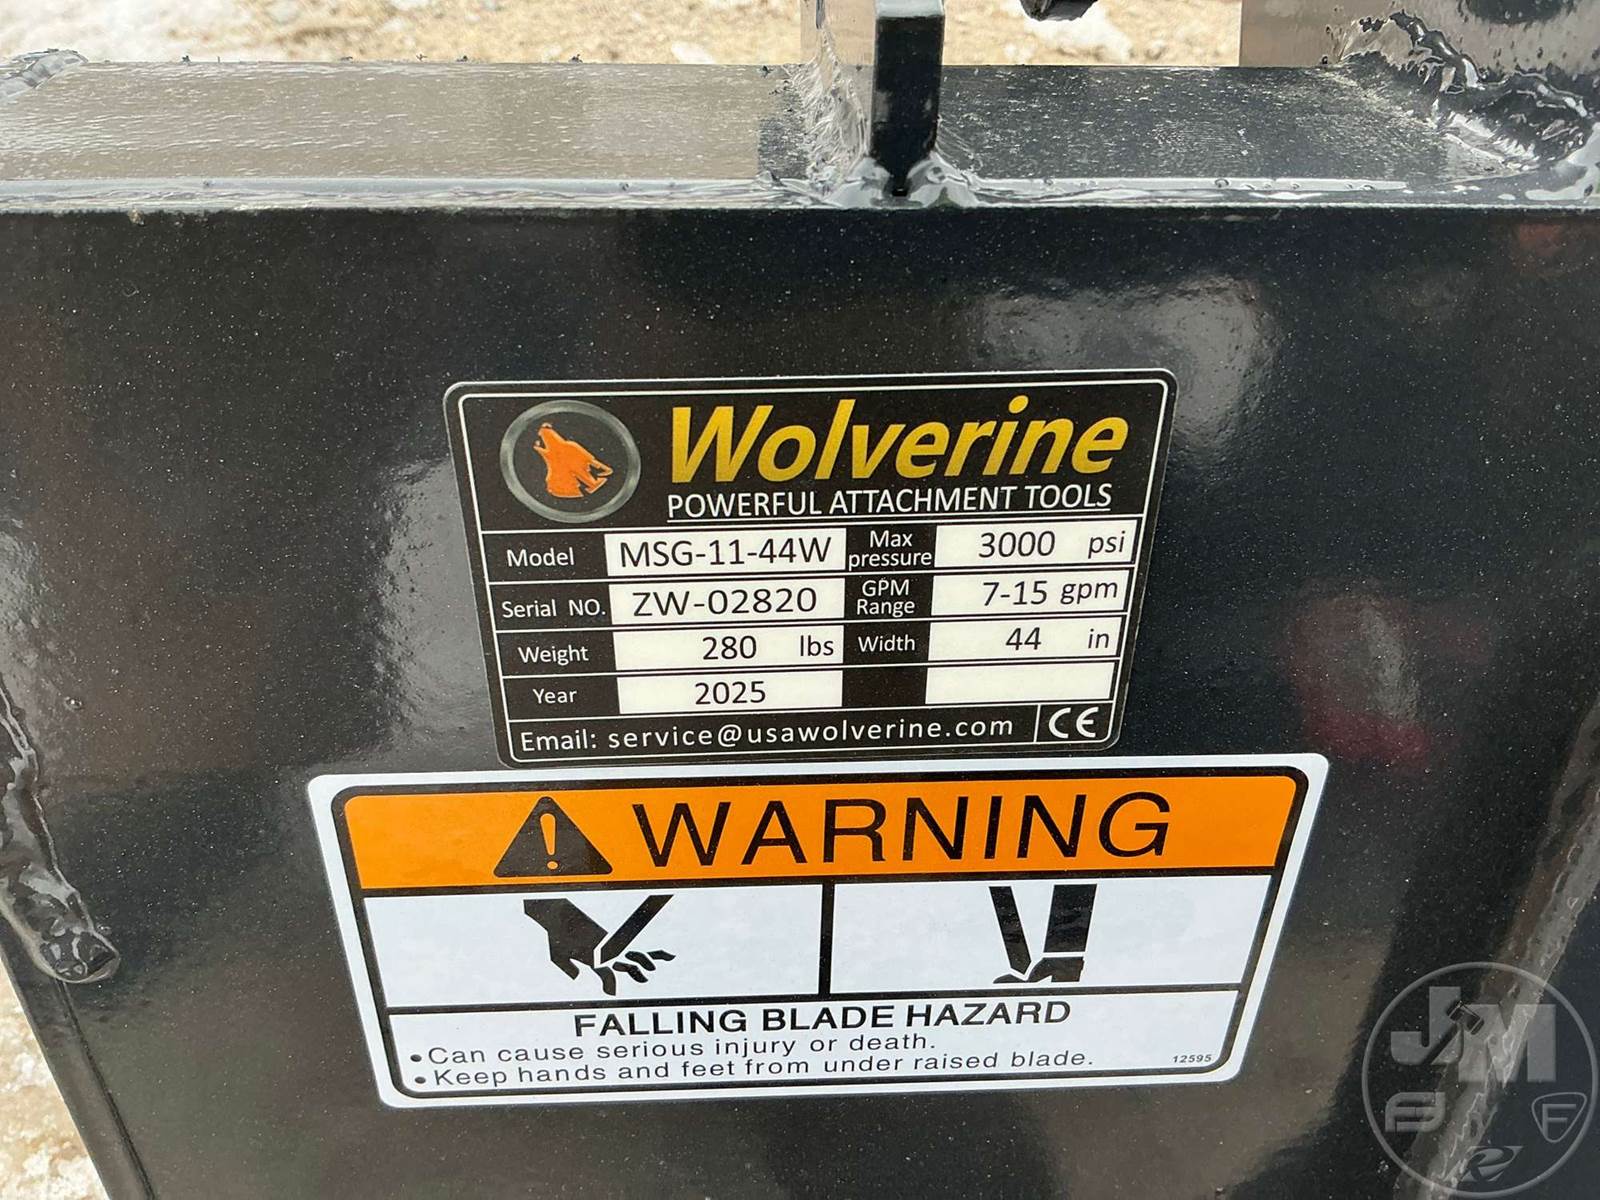 Wolverine
POWERFUL ATTACHMENT TOOLS
Model MSG-11-44W Max pressure 3000 psi
Serial NO. ZW-02820 GPM Range 7-15 gpm
Weight 280 lbs Width 44 in
Year 2025
Email: service@usawolverine.com CE
WARNING
FALLING BLADE HAZARD
•Can cause serious injury or death.
•Keep hands and feet from under raised blade. 12595
JM